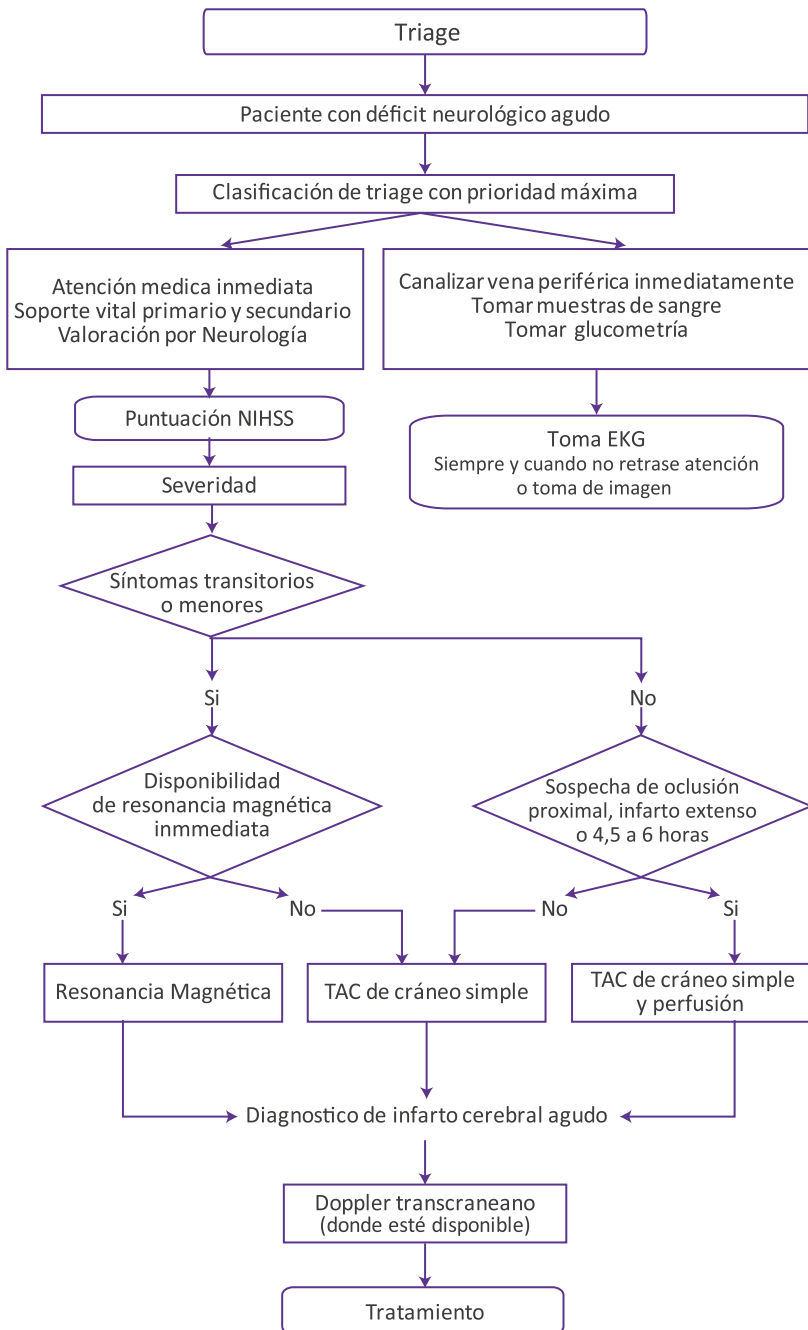 Triage
Paciente con déficit neurológico agudo
Clasificación de triage con prioridad máxima
Atención medica inmediata
Soporte vital primario y secundario
Valoración por Neurología
Canalizar vena periférica inmediatamente
Tomar muestras de sangre
Tomar glucometría
Puntuación NIHSS
Toma EKG
Siempre y cuando no retrase atención
o toma de imagen
Severidad
Síntomas transitorios
o menores
Si
No
Disponibilidad
de resonancia magnética
inmmediata
Sospecha de oclusión
proximal, infarto extenso
o 4,5 a 6 horas
Si
No
No
Si
Resonancia Magnética
TAC de cráneo simple
TAC de cráneo simple
y perfusión
Diagnostico de infarto cerebral agudo
Doppler transcraneano
(donde esté disponible)
Tratamiento